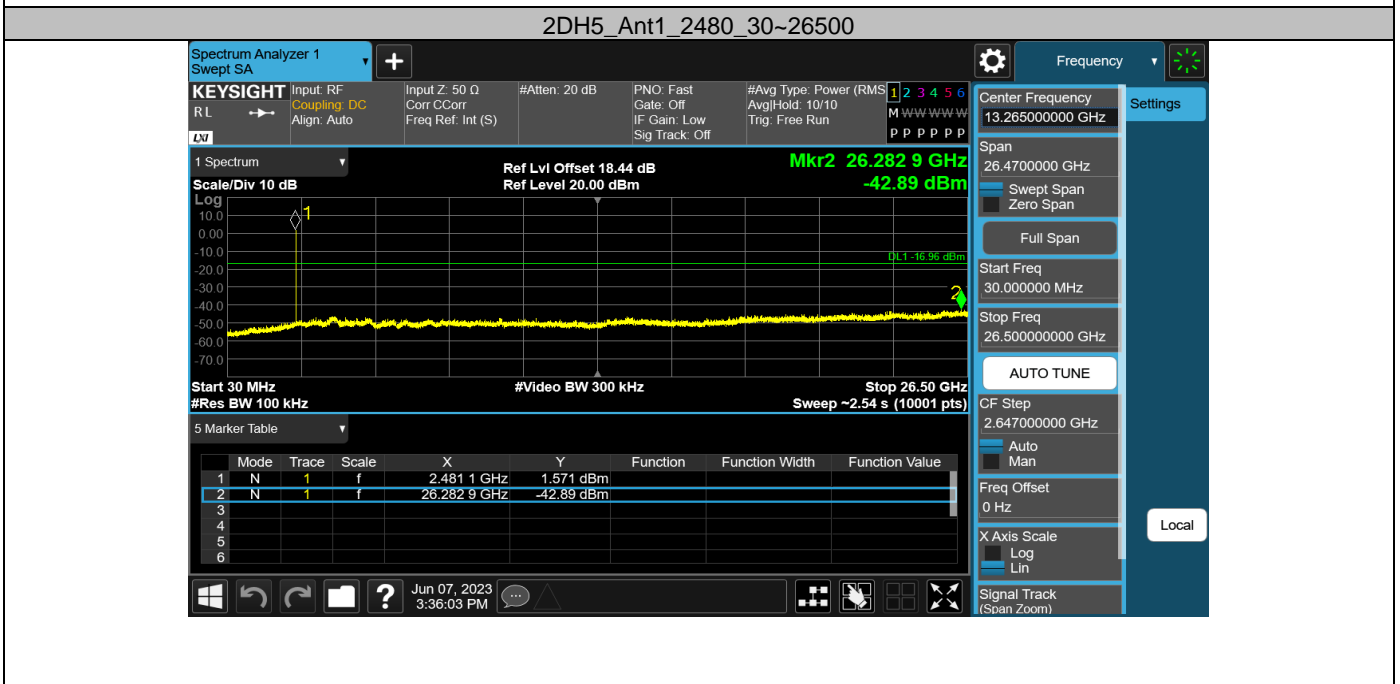 2DH5_Ant1_2480_30~26500
Spectrum Analyzer 1
Swept SA
Frequency
KEYSIGHT
RL
LXI
Input: RF
Coupling: DC
Align: Auto
Input Z: 50 Ω
Corr CCorr
Freq Ref: Int (S)
#Atten: 20 dB
PNO: Fast
Gate: Off
IF Gain: Low
Sig Track: Off
#Avg Type: Power (RMS
Avg|Hold: 10/10
Trig: Free Run
1 2 3 4 5 6
M W W W W W
P P P P P P
1 Spectrum
Scale/Div 10 dB
Ref Lvl Offset 18.44 dB
Ref Level 20.00 dBm
Mkr2 26.282 9 GHz
-42.89 dBm
Log
10.0
0.00
-10.0
-20.0
-30.0
-40.0
-50.0
-60.0
-70.0
1
DL1 -16.96 dBm
2
Start 30 MHz
#Res BW 100 kHz
#Video BW 300 kHz
Stop 26.50 GHz
Sweep ~2.54 s (10001 pts)
5 Marker Table
Mode Trace Scale X Y Function Function Width Function Value
1 N 1 f 2.481 1 GHz 1.571 dBm
2 N 1 f 26.282 9 GHz -42.89 dBm
3
4
5
6
Jun 07, 2023
3:36:03 PM
Center Frequency
13.265000000 GHz
Settings
Span
26.4700000 GHz
Swept Span
Zero Span
Full Span
Start Freq
30.000000 MHz
Stop Freq
26.500000000 GHz
AUTO TUNE
CF Step
2.647000000 GHz
Auto
Man
Freq Offset
0 Hz
Local
X Axis Scale
Log
Lin
Signal Track
(Span Zoom)